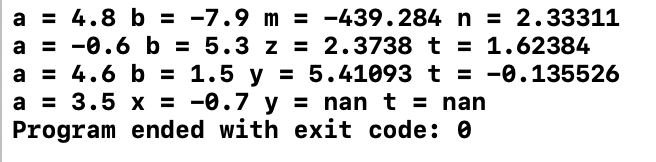 a = 4.8 b = -7.9 m = -439.284 n = 2.33311
a = -0.6 b = 5.3 z = 2.3738 t = 1.62384
a = 4.6 b = 1.5 y = 5.41093 t = -0.135526
a = 3.5 x = -0.7 y = nan t = nan
Program ended with exit code: 0